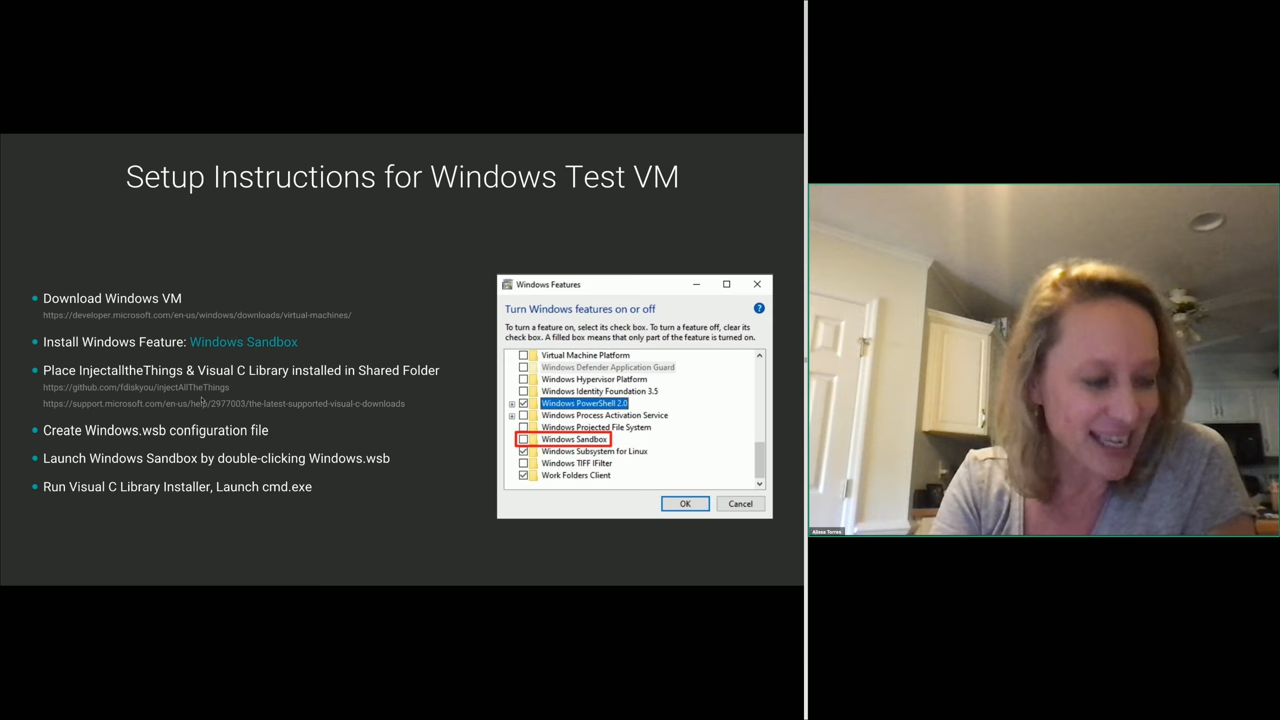 Setup Instructions for Windows Test VM
Download Windows VM
https://developer.microsoft.com/en-us/windows/downloads/virtual-machines/
Install Windows Feature: Windows Sandbox
Place InjectalltheThings & Visual C Library installed in Shared Folder
https://github.com/fdiskyou/injectAllTheThings
https://support.microsoft.com/en-us/help/2977003/the-latest-supported-visual-c-downloads
Create Windows.wsb configuration file
Launch Windows Sandbox by double-clicking Windows.wsb
Run Visual C Library Installer, Launch cmd.exe
Windows Features
Turn Windows features on or off
?
To turn a feature on, select its check box. To turn a feature off, clear its
check box. A filled box means that only part of the feature is turned on.
Virtual Machine Platform
Windows Defender Application Guard
Windows Hypervisor Platform
Windows Identity Foundation 3.5
Windows PowerShell 2.0
Windows Process Activation Service
Windows Projected File System
Windows Sandbox
Windows Subsystem for Linux
Windows TIFF IFilter
Work Folders Client
OK
Cancel
Alissa Torres